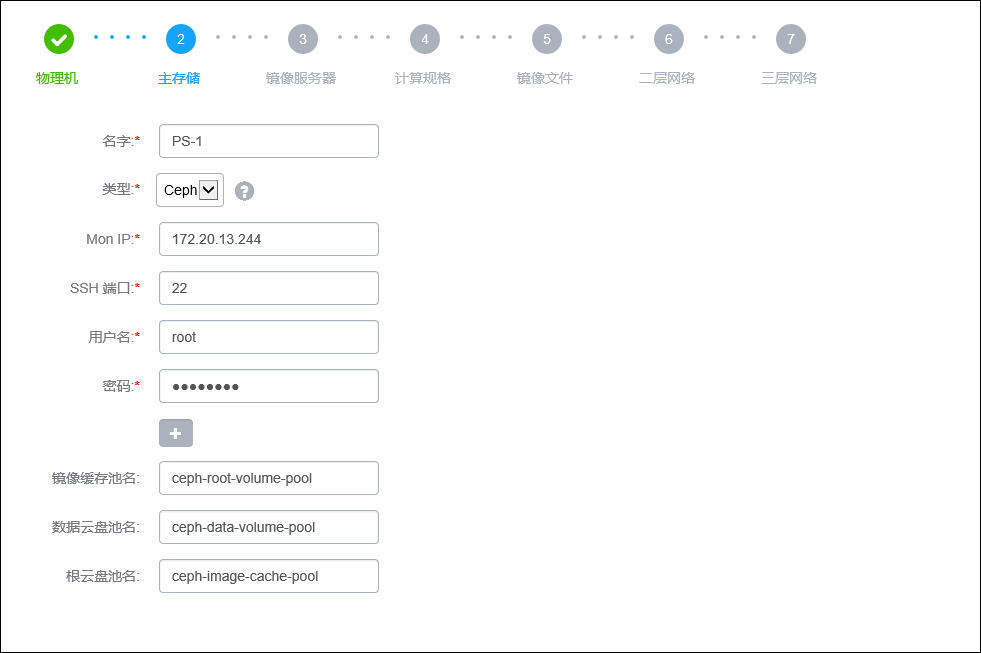 2 3 4 5 6 7
物理机 主存储 镜像服务器 计算规格 镜像文件 二层网络 三层网络
名字:* PS-1
类型:* Ceph ?
Mon IP:* 172.20.13.244
SSH 端口:* 22
用户名:* root
密码:* ●●●●●●●●
+
镜像缓存池名: ceph-root-volume-pool
数据云盘池名: ceph-data-volume-pool
根云盘池名: ceph-image-cache-pool